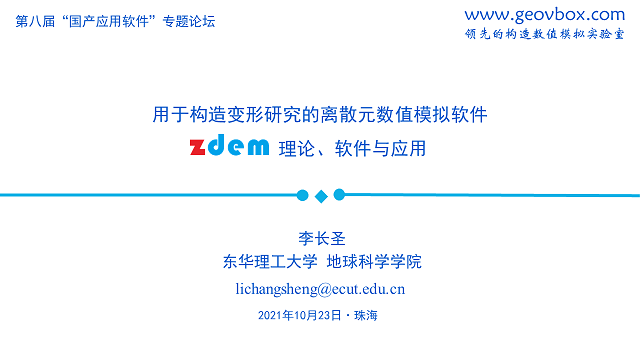 第八届“国产应用软件”专题论坛
www.geovbox.com
领先的构造数值模拟实验室
用于构造变形研究的离散元数值模拟软件
zdem 理论、软件与应用
李长圣
东华理工大学 地球科学学院
lichangsheng@ecut.edu.cn
2021年10月23日·珠海